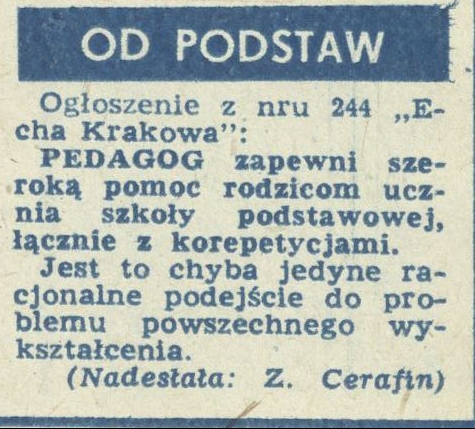 OD PODSTAW
Ogłoszenie z nru 244 „E-
cha Krakowa”:
PEDAGOG zapewni sze-
roką pomoc rodzicom ucz-
nia szkoły podstawowej,
łącznie z korepetycjami.
Jest to chyba jedyne ra-
cjonalne podejście do pro-
blemu powszechnego wy-
kształcenia.
(Nadesłała: Z. Cerafin)